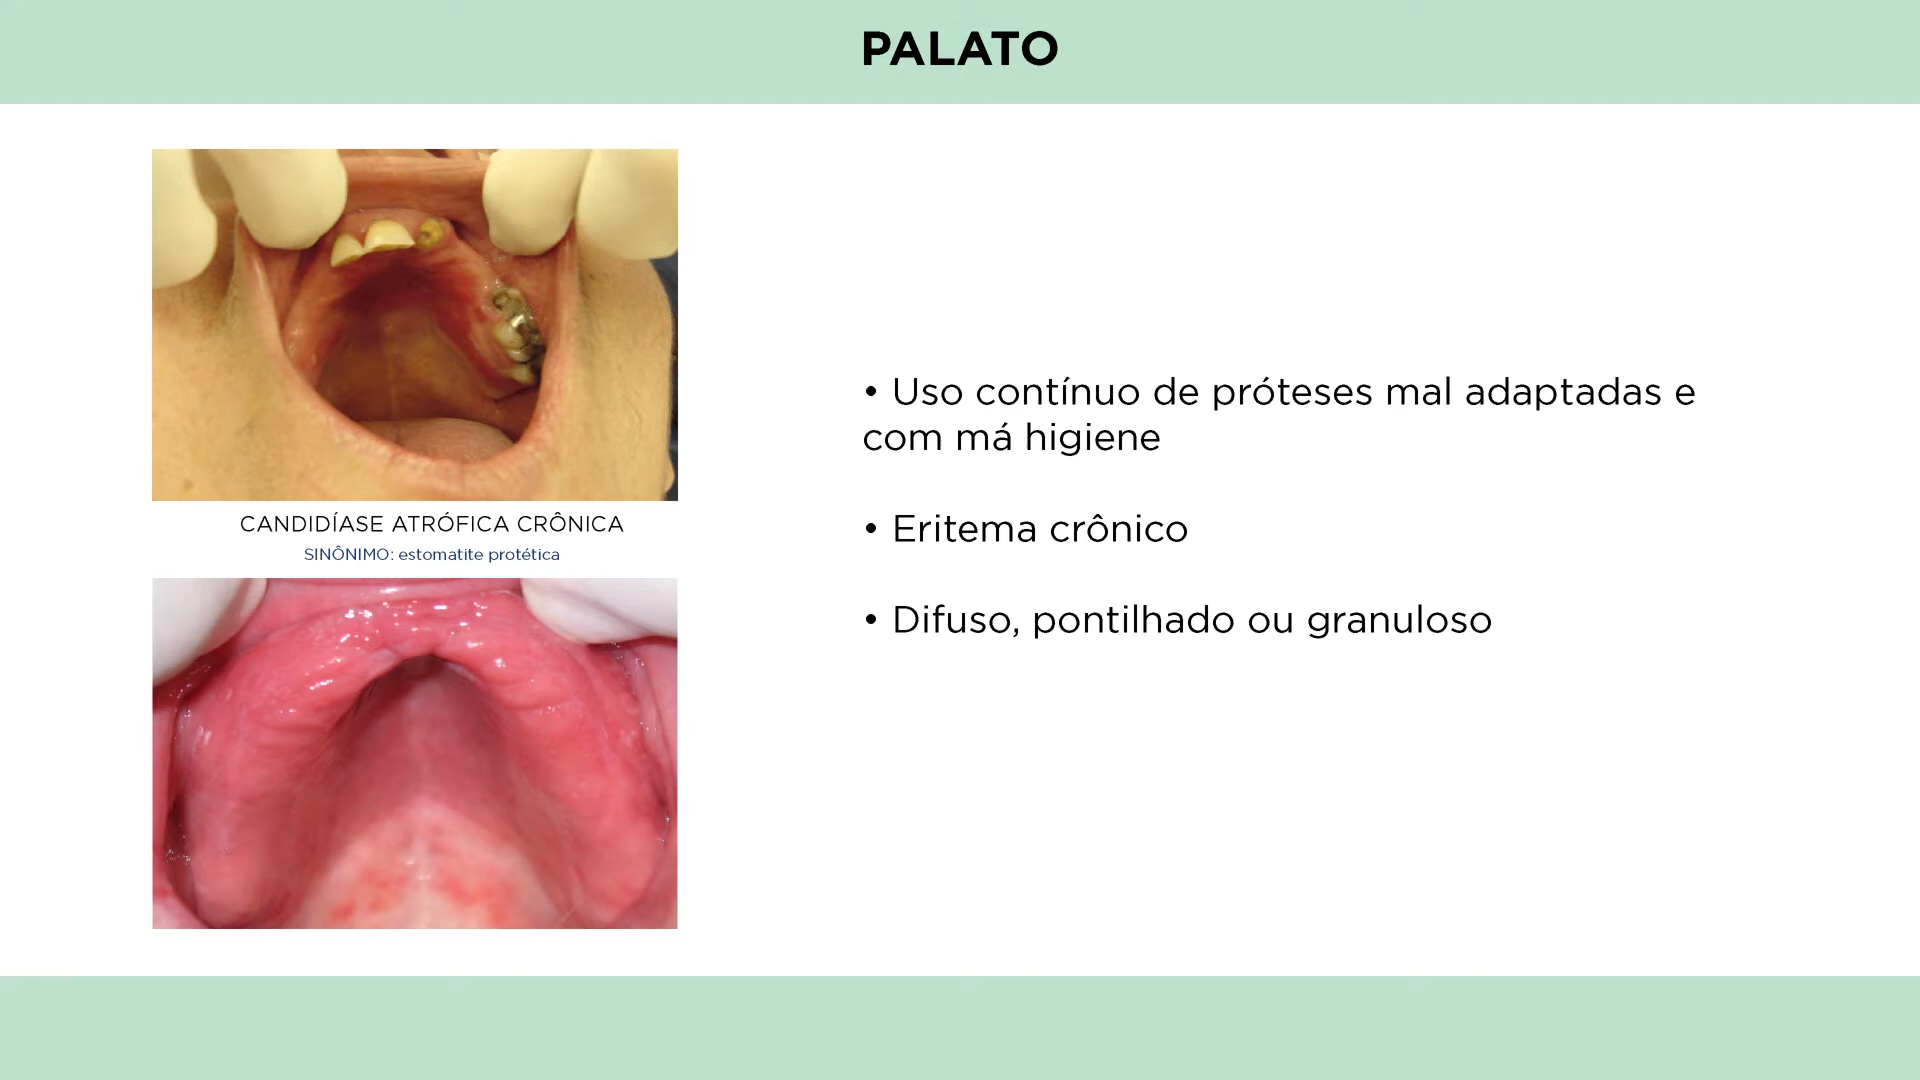 PALATO
CANDIDÍASE ATRÓFICA CRÔNICA
SINÔNIMO: estomatite protética
• Uso contínuo de próteses mal adaptadas e
com má higiene
• Eritema crônico
• Difuso, pontilhado ou granuloso